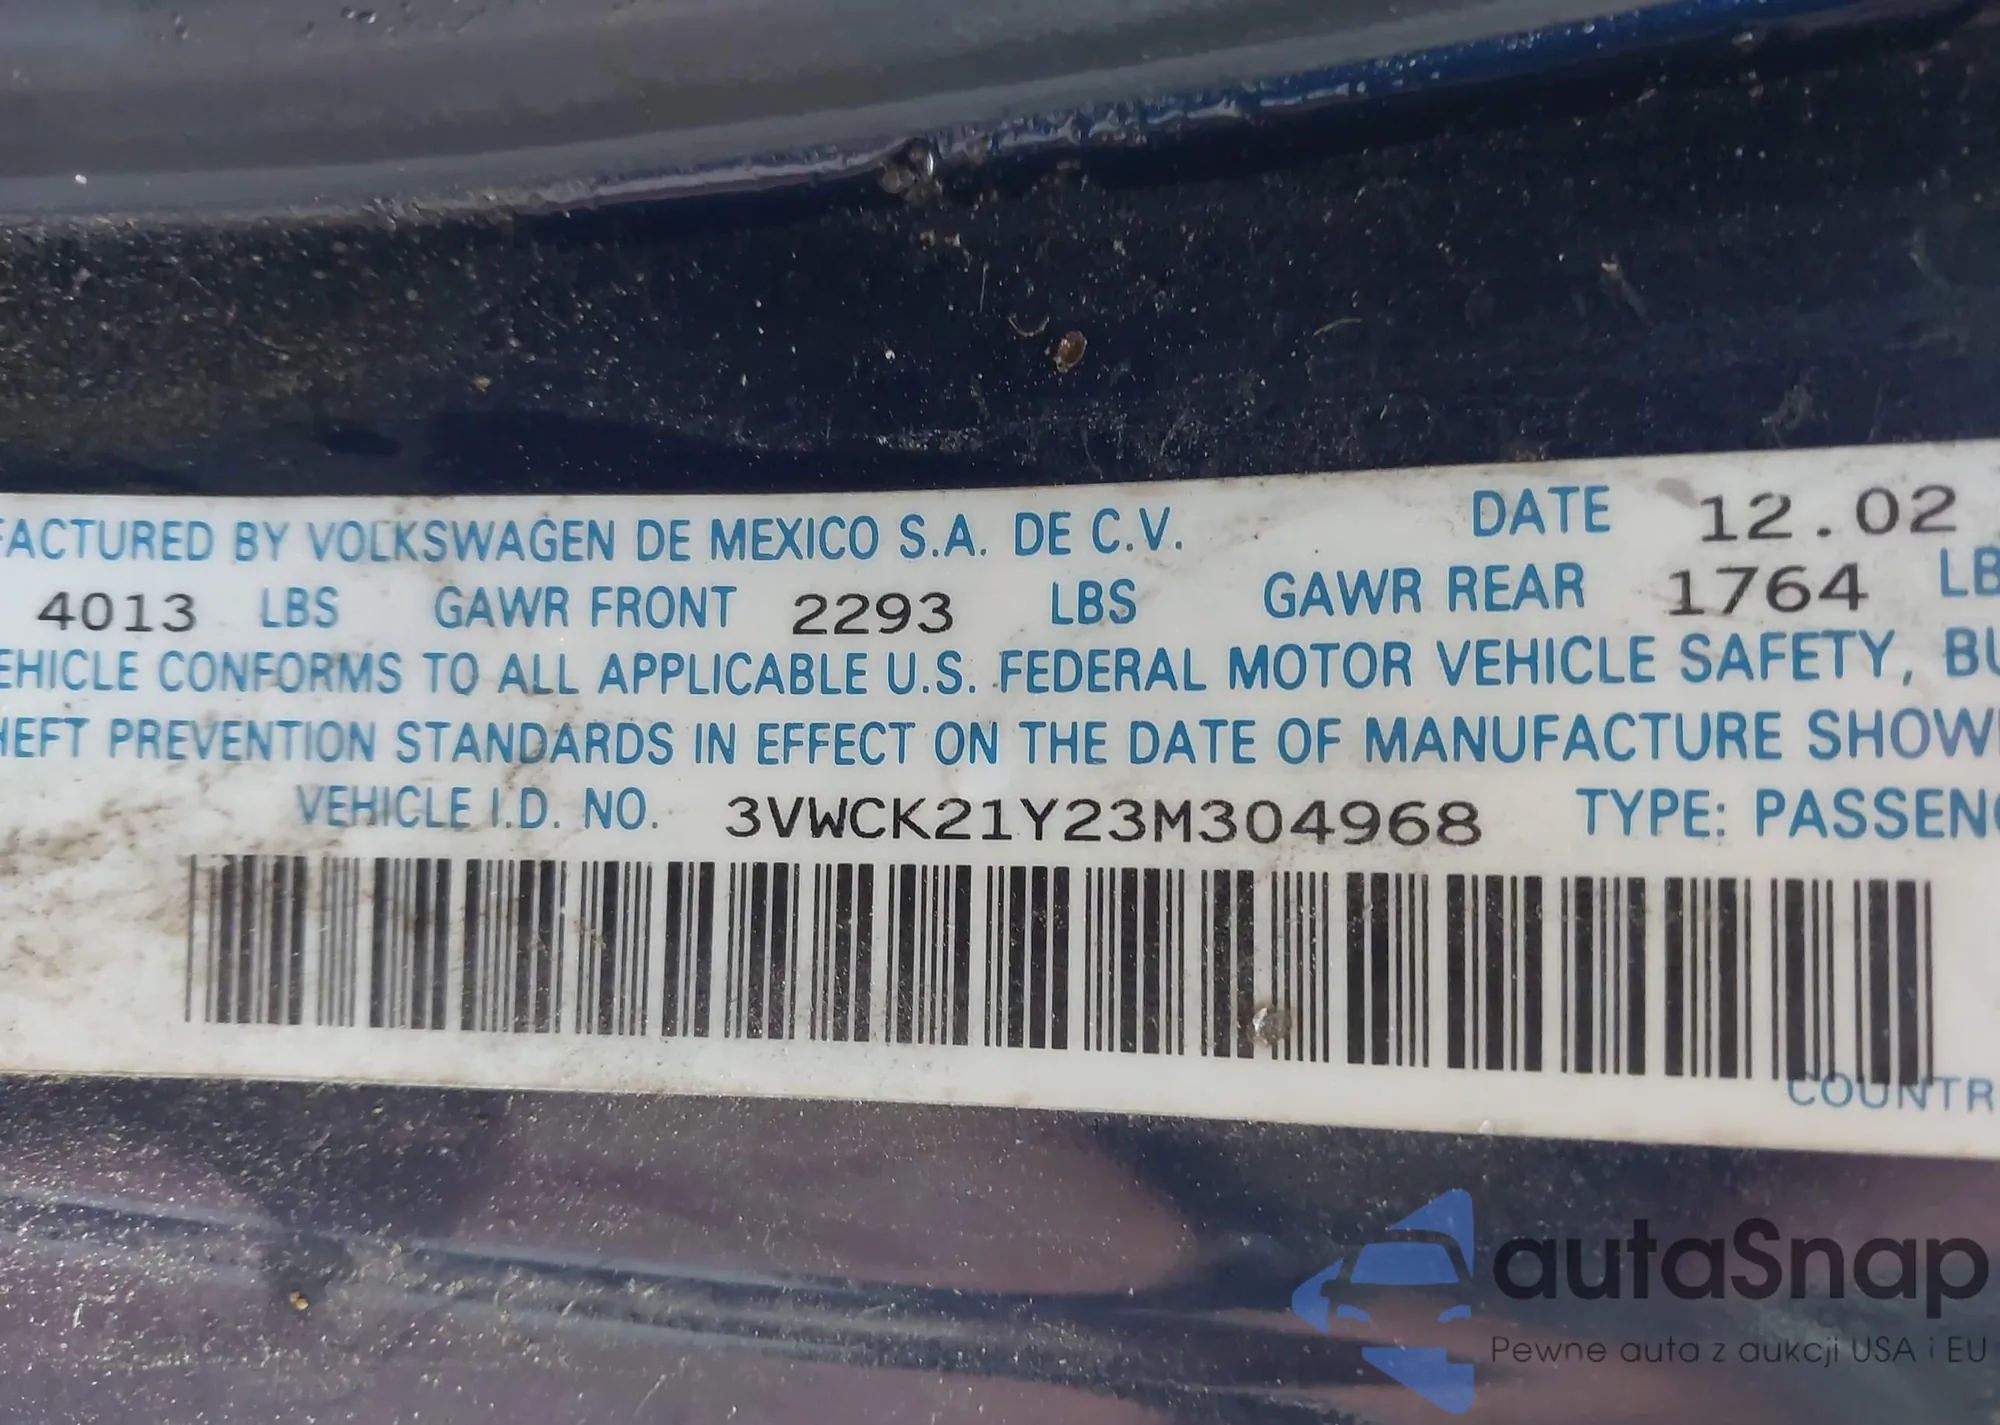 FACTURED BY VOLKSWAGEN DE MEXICO S.A. DE C.V. DATE 12.02
4013 LBS GAWR FRONT 2293 LBS GAWR REAR 1764 LB
EHICLE CONFORMS TO ALL APPLICABLE U.S. FEDERAL MOTOR VEHICLE SAFETY, BU
HEFT PREVENTION STANDARDS IN EFFECT ON THE DATE OF MANUFACTURE SHOW
VEHICLE I.D. NO. 3VWCK21Y23M304968 TYPE: PASSENG
COUNTR
autaSnap
Pewne auta z aukcji USA i EU